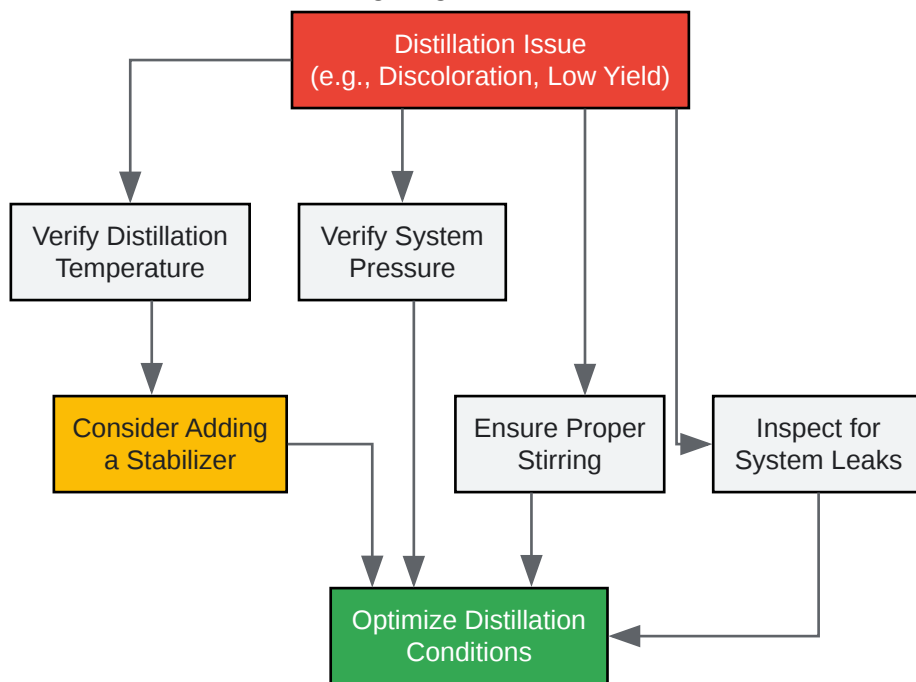 Distillation Issue
(e.g., Discoloration, Low Yield)
Verify Distillation
Temperature
Verify System
Pressure
Consider Adding
a Stabilizer
Ensure Proper
Stirring
Inspect for
System Leaks
Optimize Distillation
Conditions